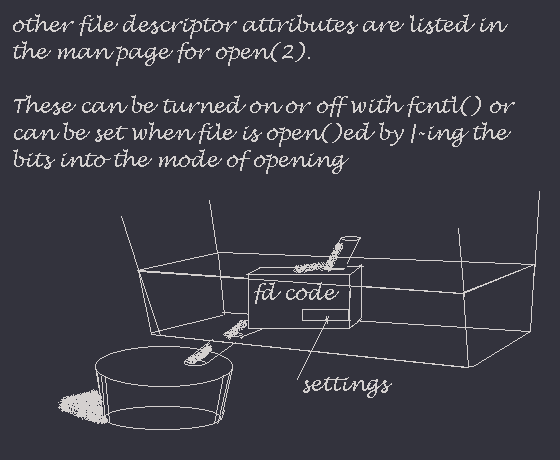 other file descriptor attributes are listed in
the man page for open(2).
These can be turned on or off with fcntl() or
can be set when file is open()ed by |-ing the
bits into the mode of opening
fd code
settings